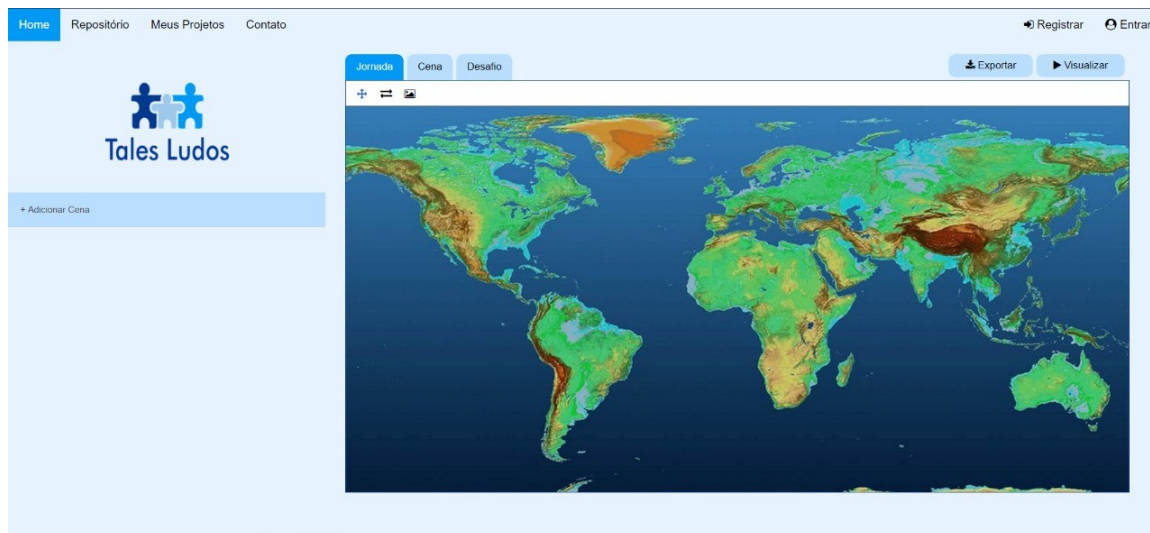 Home Repositório Meus Projetos Contato Registrar Entrar
Jornada Cena Desafio Exportar Visualizar
Tales Ludos
+ Adicionar Cena